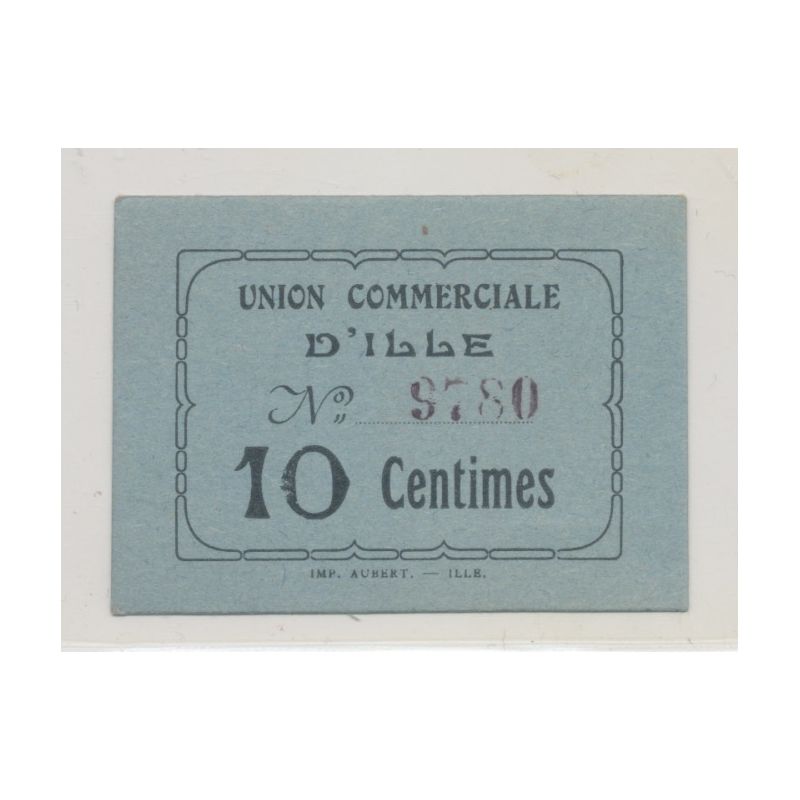 UNION COMMERCIALE
D'ILLE
Nº 9780
10 Centimes
IMP. AUBERT. — ILLE.